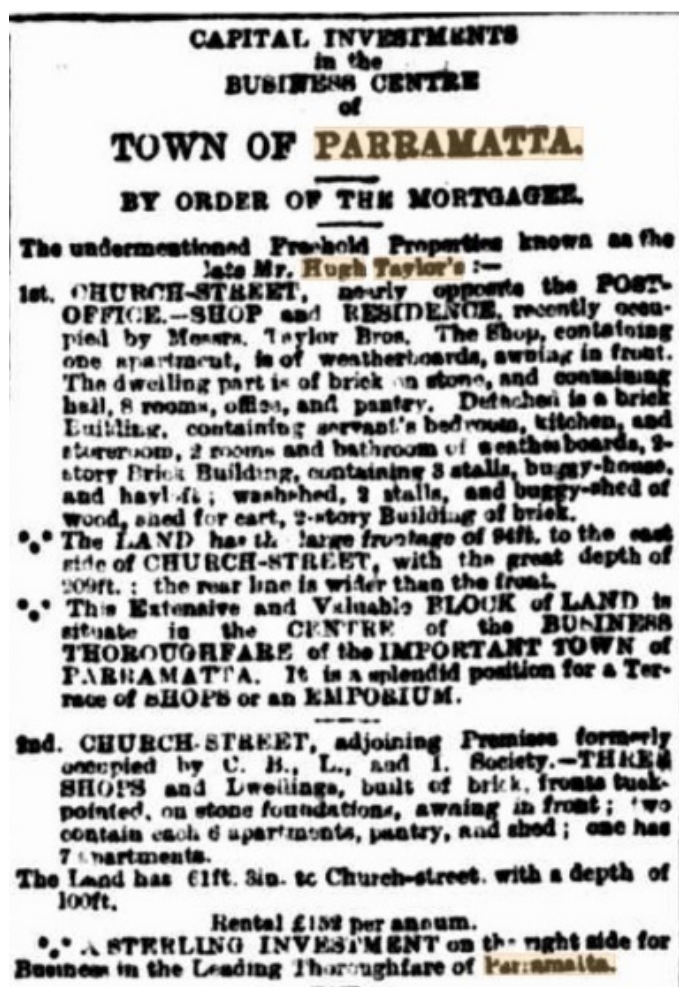 CAPITAL INVESTMENTS
in the
BUSINESS CENTRE
of
TOWN OF PARRAMATTA.
BY ORDER OF THE MORTGAGEE.
The undermentioned Freehold Properties known as the
late Mr. Hugh Taylor's :—
1st. CHURCH-STREET, nearly opposite the POST-
OFFICE.—SHOP and RESIDENCE, recently occu-
pied by Messrs. Taylor Bros. The Shop, containing
one apartment, is of weatherboards, awning in front.
The dwelling part is of brick on stone, and containing
hall, 8 rooms, office, and pantry. Detached is a brick
Building, containing servant's bedroom, kitchen, and
storeroom, 2 rooms and bathroom of weatherboards, 2-
story Brick Building, containing 3 stalls, buggy-house,
and hayloft ; washshed, 2 stalls, and buggy-shed of
wood, shed for cart, 2-story Building of brick.
*** The LAND has the large frontage of 94ft. to the east
side of CHURCH-STREET, with the great depth of
209ft. : the rear line is wider than the front.
*** This Extensive and Valuable BLOCK of LAND is
situate in the CENTRE of the BUSINESS
THOROUGHFARE of the IMPORTANT TOWN of
PARRAMATTA. It is a splendid position for a Ter-
race of SHOPS or an EMPORIUM.
2nd. CHURCH-STREET, adjoining Premises formerly
occupied by C. B., L., and I. Society.—THREE
SHOPS and Dwellings, built of brick, fronts tuck-
pointed, on stone foundations, awning in front ; two
contain each 6 apartments, pantry, and shed ; one has
7 apartments.
The Land has 61ft. 3in. to Church-street. with a depth of
100ft.
Rental £152 per annum.
*** A STERLING INVESTMENT on the right side for
Business in the Leading Thoroughfare of Parramatta.